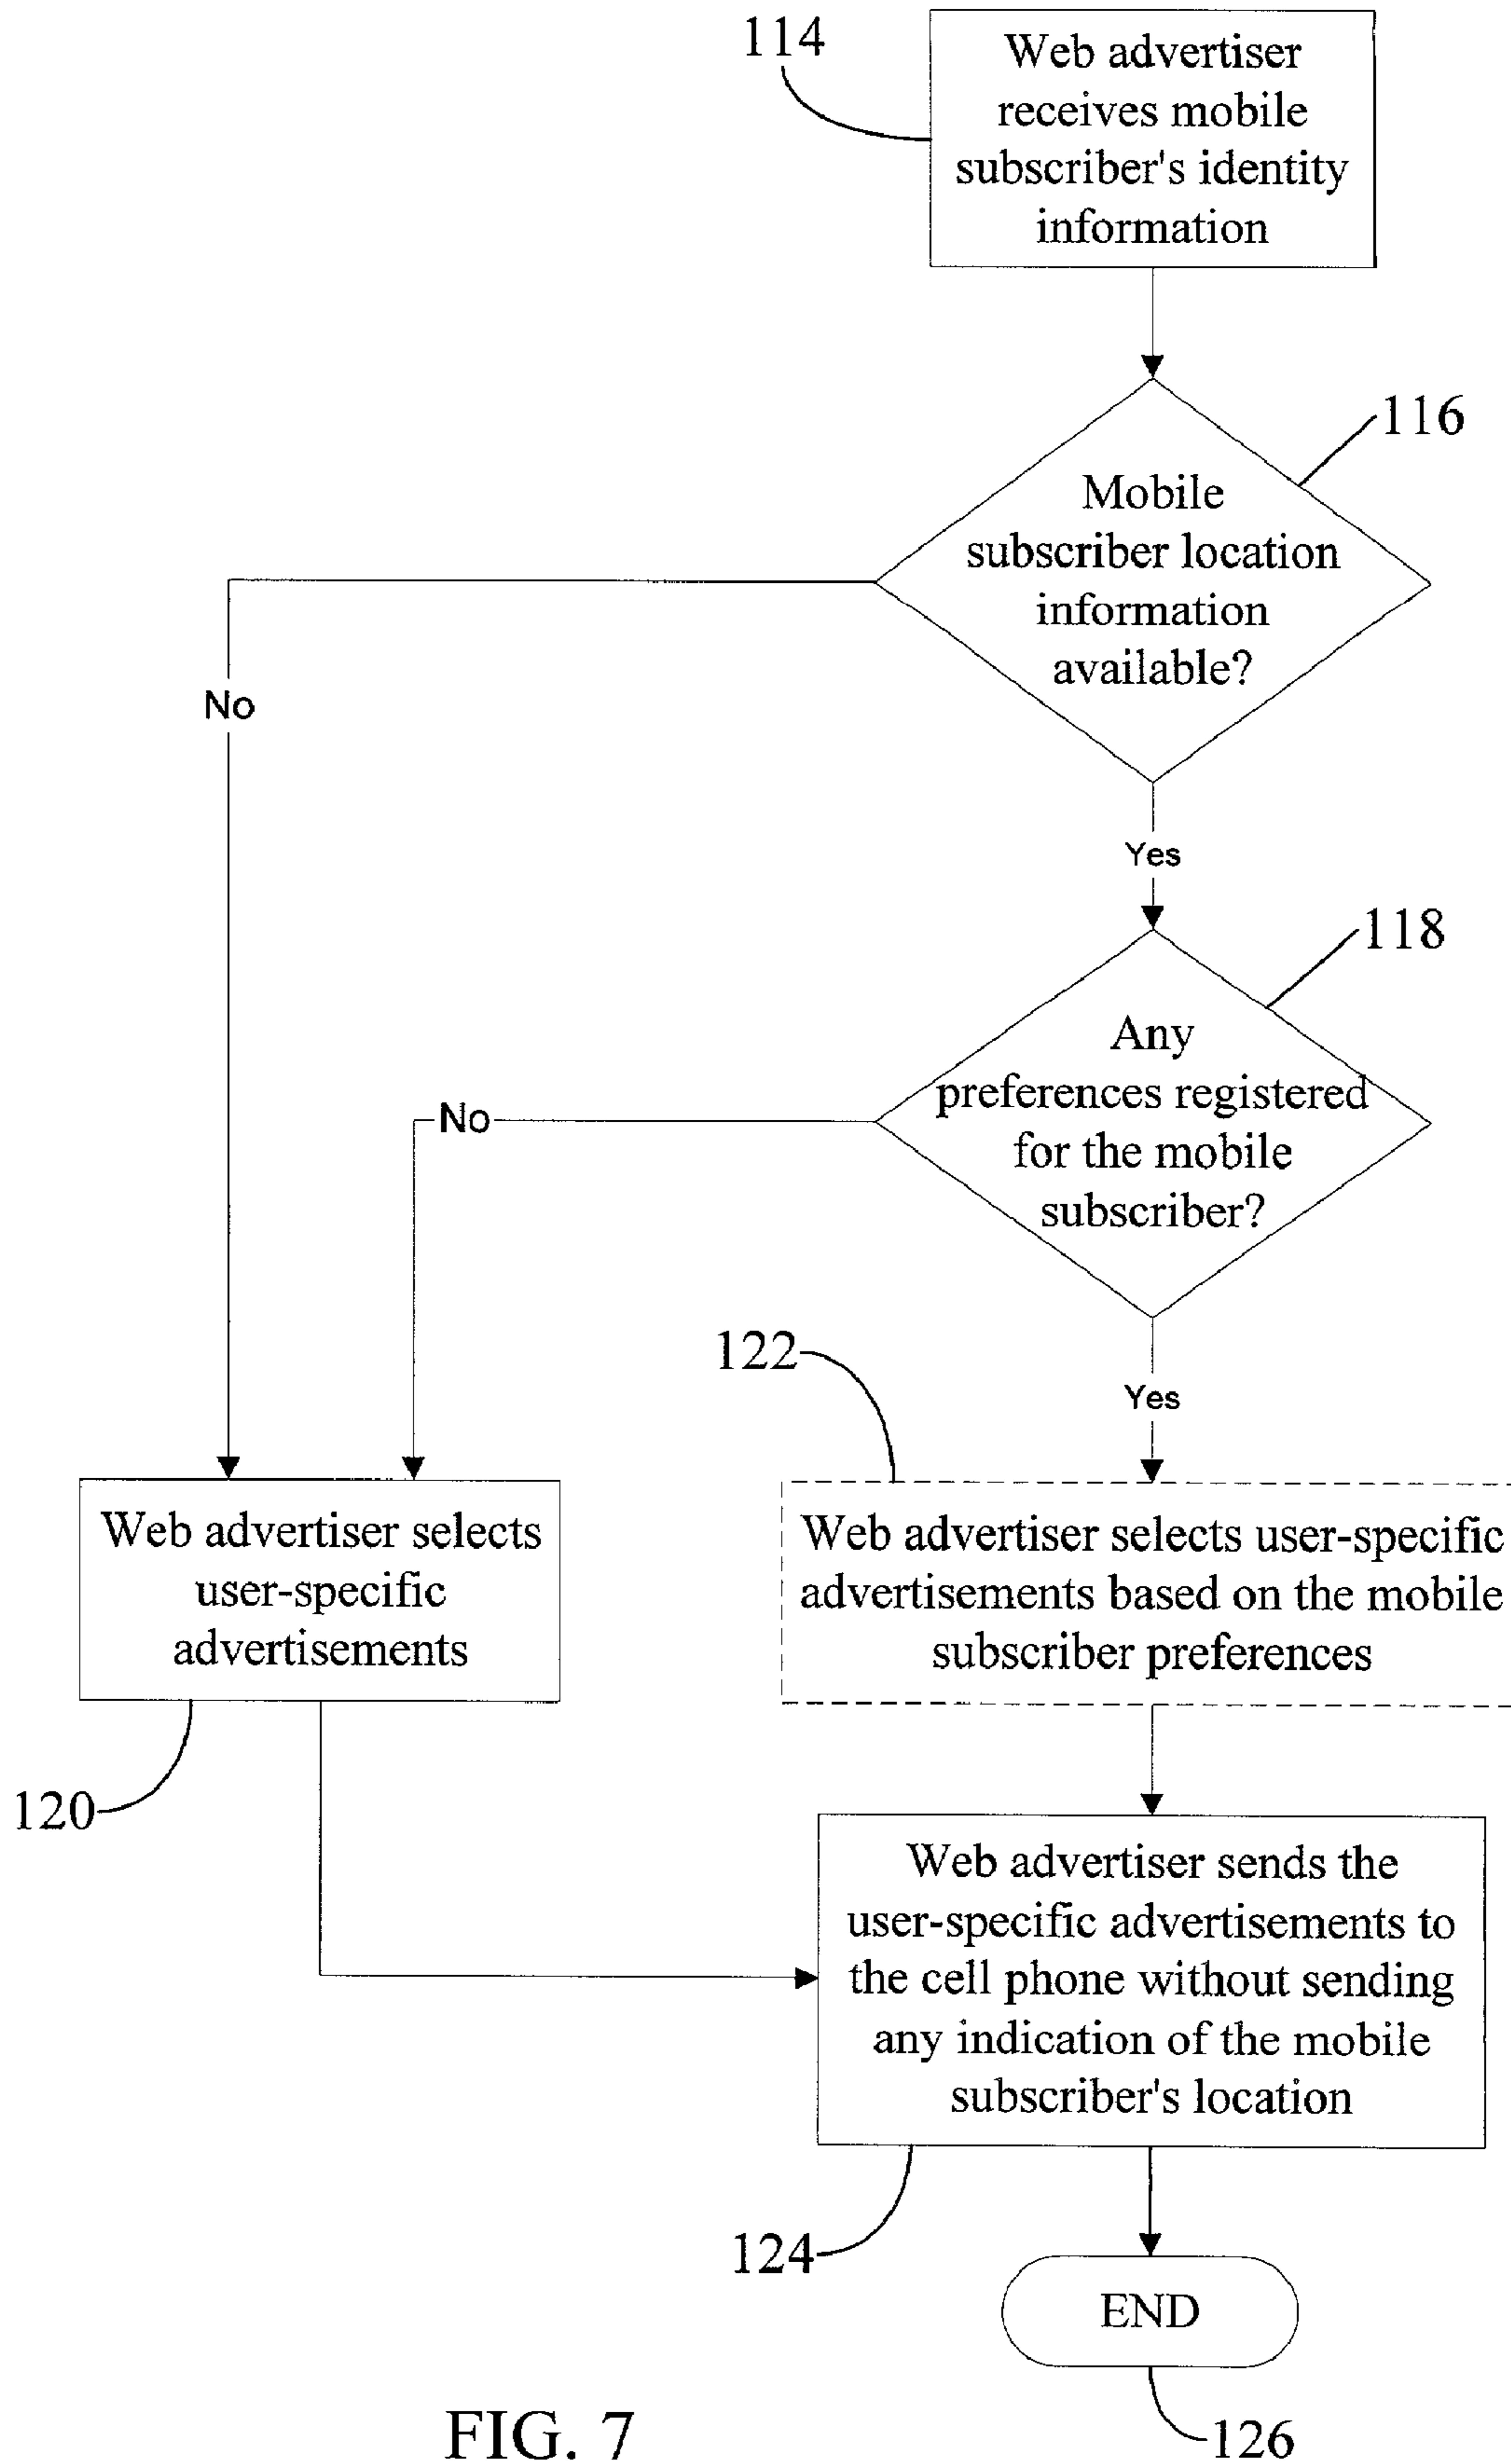 114
Web advertiser
receives mobile
subscriber's identity
information
116
Mobile
subscriber location
information
available?
No
Yes
118
Any
preferences registered
for the mobile
subscriber?
No
Yes
122
Web advertiser selects
user-specific
advertisements
Web advertiser selects user-specific
advertisements based on the mobile
subscriber preferences
120
Web advertiser sends the
user-specific advertisements to
the cell phone without sending
any indication of the mobile
subscriber's location
124
END
126
FIG. 7